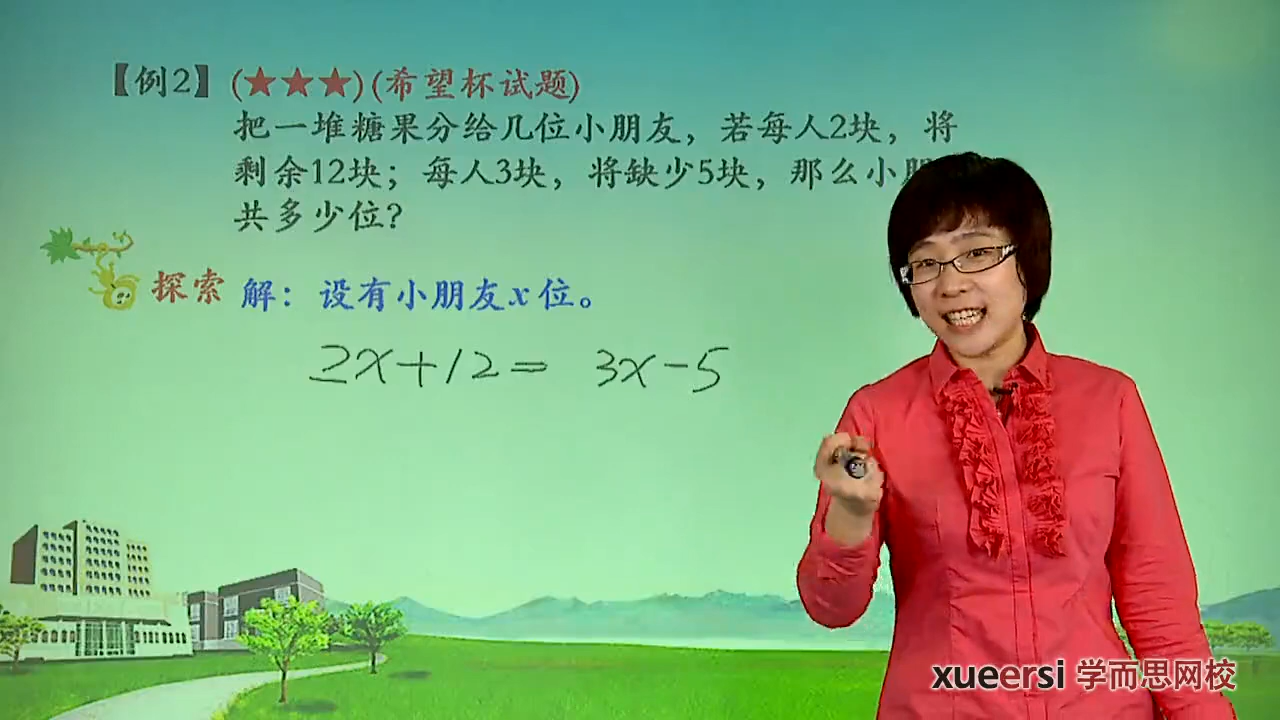 【例2】(★★★)(希望杯试题)
把一堆糖果分给几位小朋友，若每人2块，将
剩余12块；每人3块，将缺少5块，那么小朋
共多少位？
探索 解：设有小朋友x位。
2x+12= 3x-5
xueersi 学而思网校